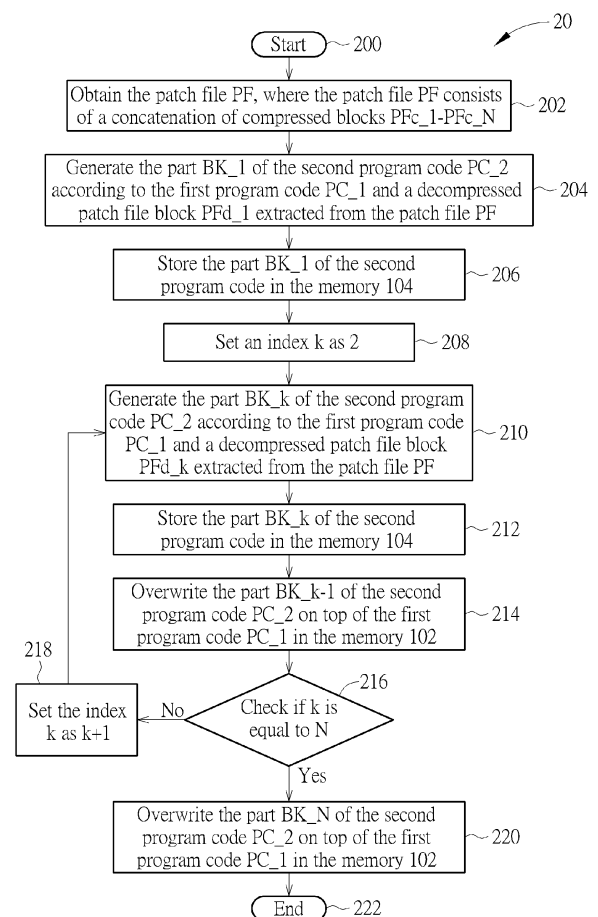 20
Start
200
Obtain the patch file PF, where the patch file PF consists
of a concatenation of compressed blocks PFc_1-PFc_N
202
Generate the part BK_1 of the second program code PC_2
according to the first program code PC_1 and a decompressed
patch file block PFd_1 extracted from the patch file PF
204
Store the part BK_1 of the second
program code in the memory 104
206
Set an index k as 2
208
Generate the part BK_k of the second program
code PC_2 according to the first program code
PC_1 and a decompressed patch file block
PFd_k extracted from the patch file PF
210
Store the part BK_k of the second
program code in the memory 104
212
Overwrite the part BK_k-1 of the second
program code PC_2 on top of the first
program code PC_1 in the memory 102
214
216
Check if k is
equal to N
No
218
Set the index
k as k+1
Yes
Overwrite the part BK_N of the second
program code PC_2 on top of the first
program code PC_1 in the memory 102
220
End
222